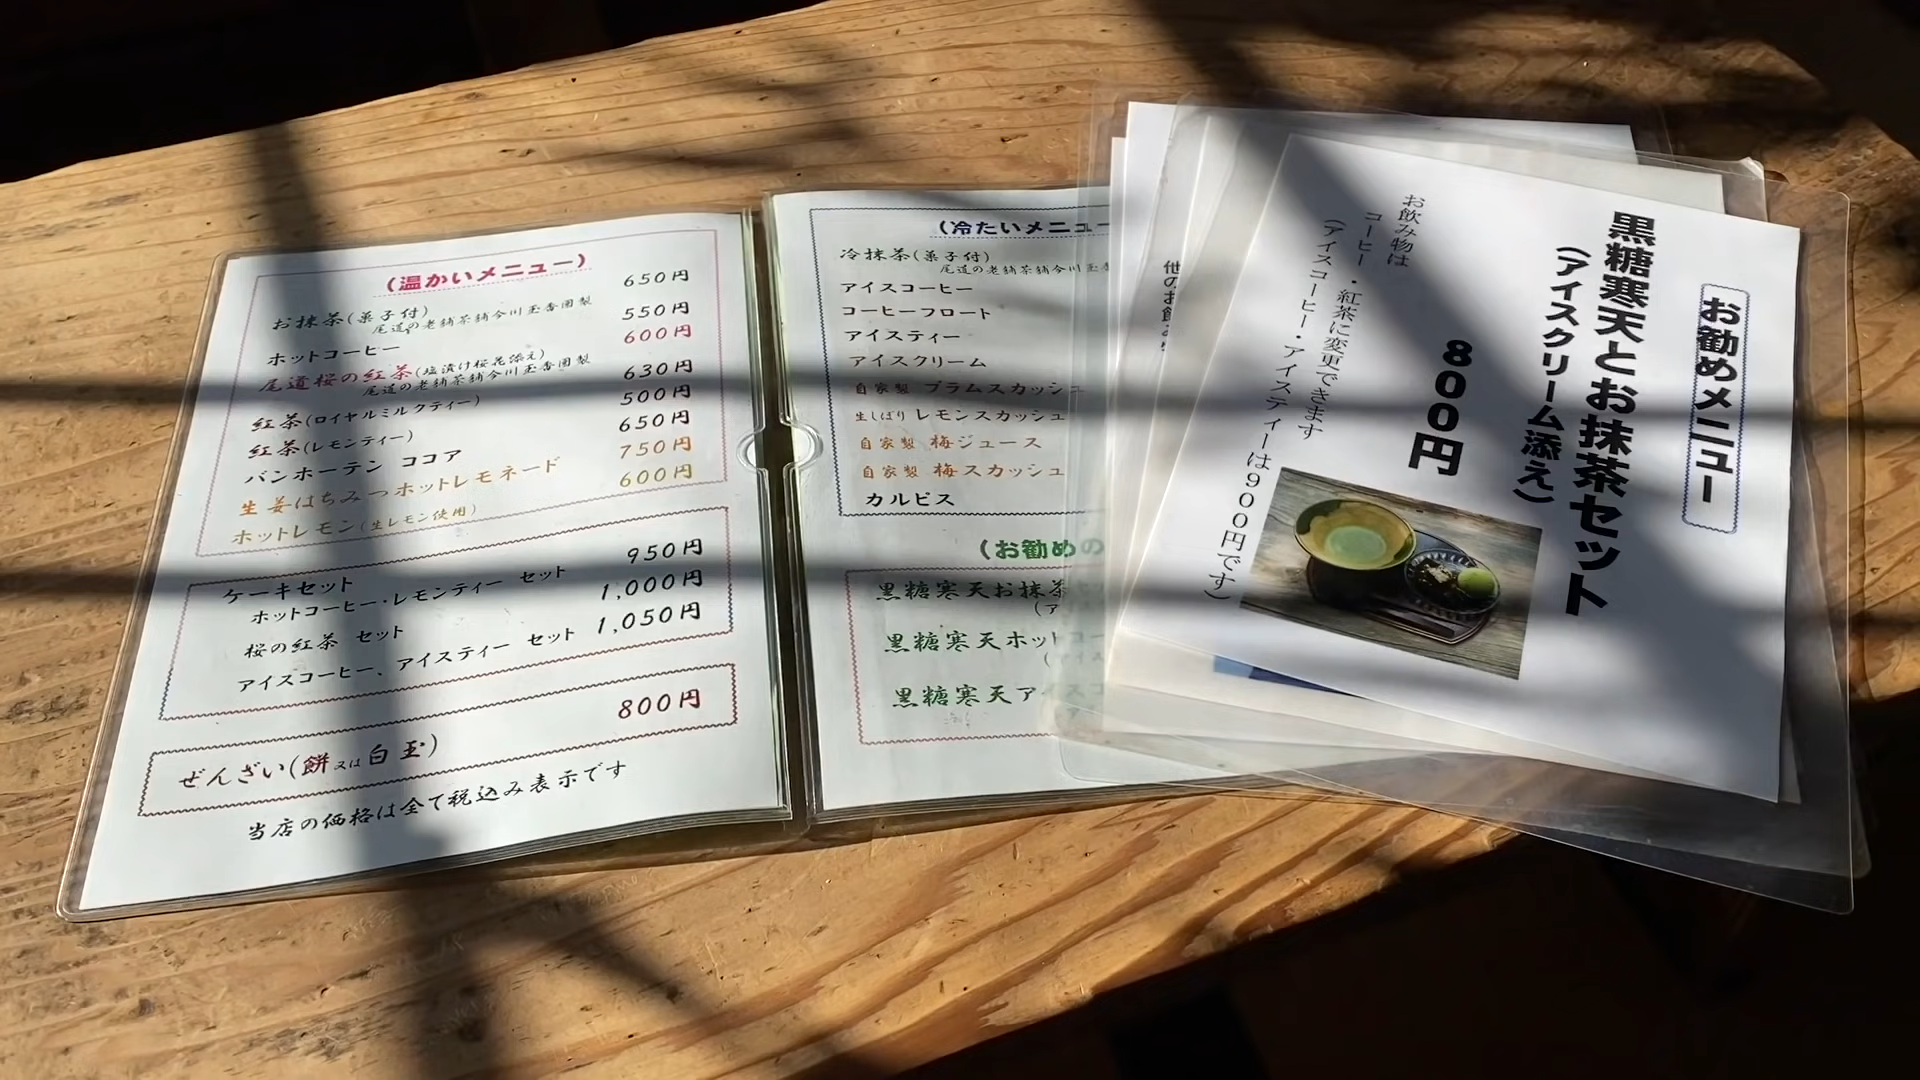 (温かいメニュー)
お抹茶(菓子付) 650円
尾道の老舗茶舗今川玉香園製
ホットコーヒー 550円
尾道桜の紅茶(塩漬け桜花添え) 600円
尾道の老舗茶舗今川玉香園製
紅茶(ロイヤルミルクティー) 630円
紅茶(レモンティー) 500円
バンホーテン ココア 650円
生姜はちみつホットレモネード 750円
ホットレモン(生レモン使用) 600円
ケーキセット
ホットコーヒー・レモンティー セット 950円
桜の紅茶 セット 1,000円
アイスコーヒー、アイスティー セット 1,050円
ぜんざい(餅又は白玉) 800円
当店の価格は全て税込み表示です
(冷たいメニュー
冷抹茶(菓子付)
尾道の老舗茶舗今川玉香
アイスコーヒー
コーヒーフロート
アイスティー
アイスクリーム
自家製 プラムスカッシュ
生しぼり レモンスカッシュ
自家製 梅ジュース
自家製 梅スカッシュ
カルピス
(お勧めの
黒糖寒天お抹茶
(ア
黒糖寒天ホットコー
(アイス
黒糖寒天アイスコ
お勧めメニュー
黒糖寒天とお抹茶セット
(アイスクリーム添え)
800円
お飲み物は
コーヒー・紅茶に変更できます
(アイスコーヒー・アイスティーは900円です)
他のお飲み